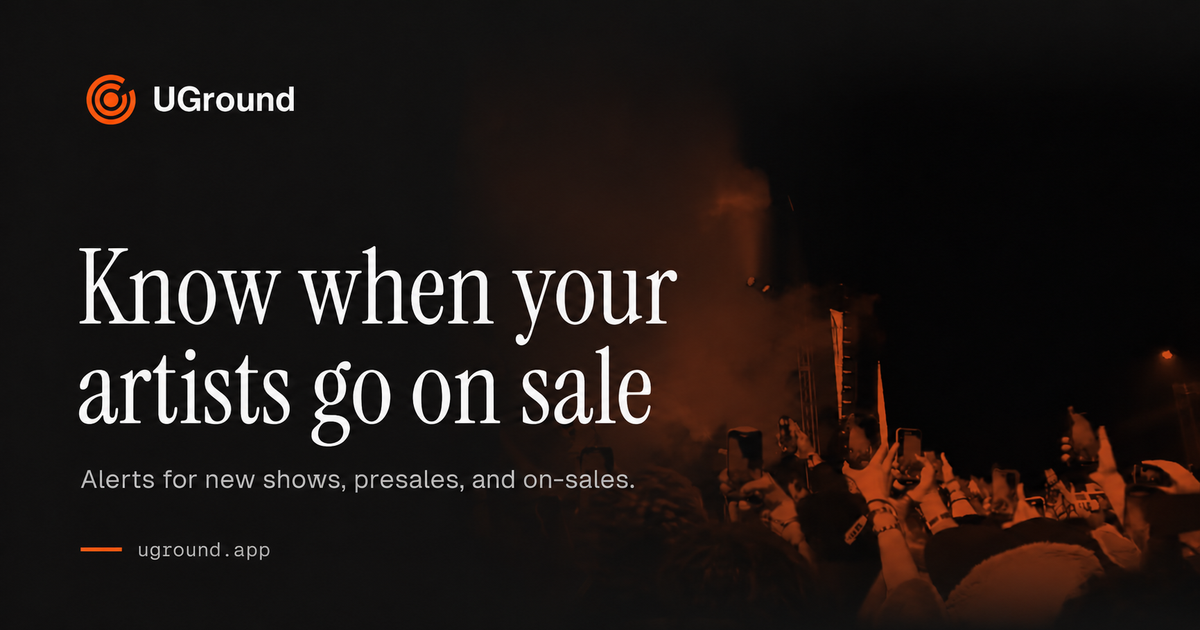 UGround
Know when your
artists go on sale
Alerts for new shows, presales, and on-sales.
uground.app